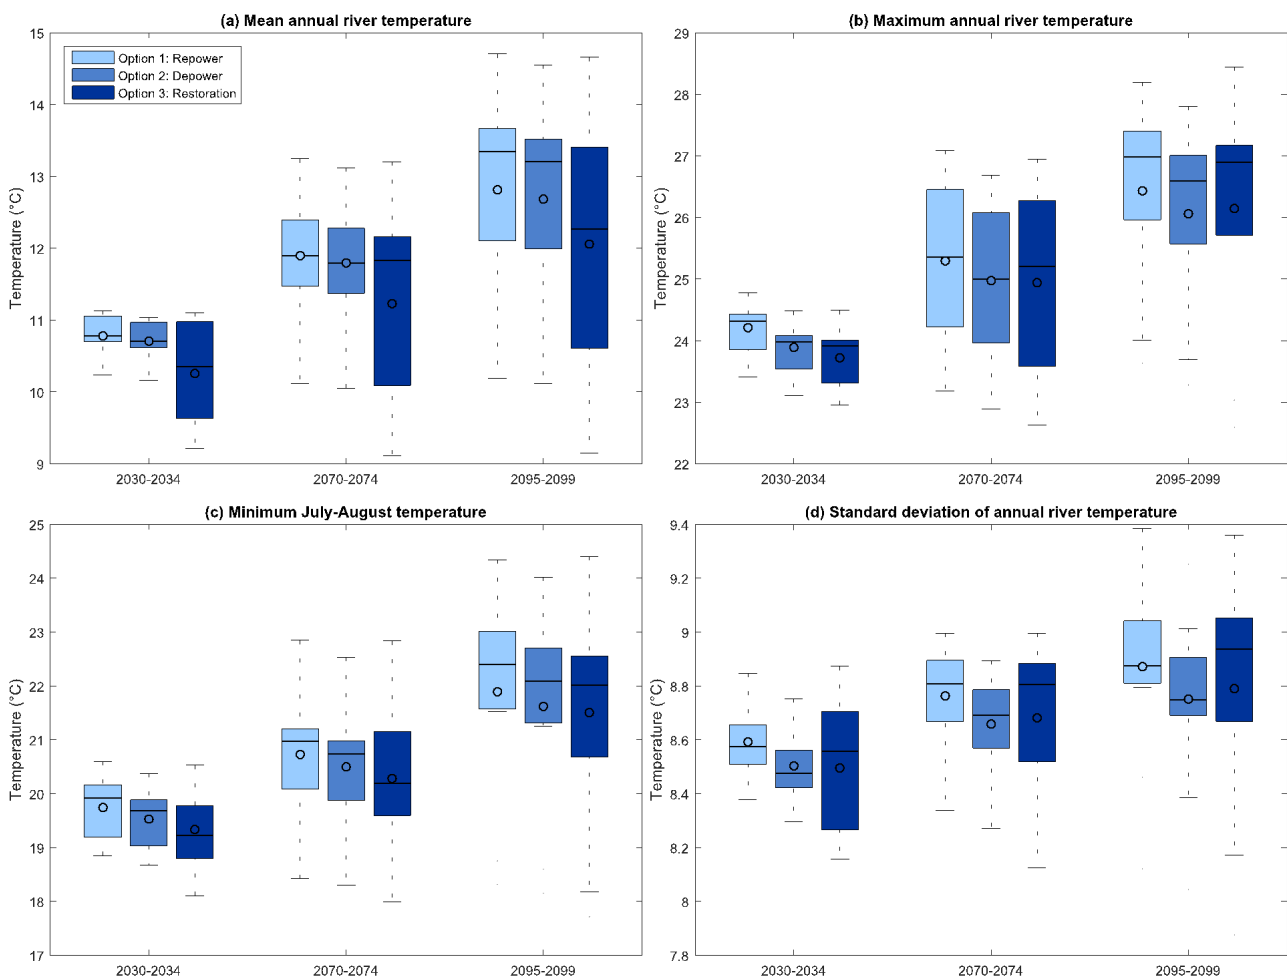 (a) Mean annual river temperature
15
14
13
12
11
10
9
Temperature (°C)
Option 1: Repower
Option 2: Depower
Option 3: Restoration
2030-2034 2070-2074 2095-2099
(b) Maximum annual river temperature
29
28
27
26
25
24
23
22
Temperature (°C)
2030-2034 2070-2074 2095-2099
(c) Minimum July-August temperature
25
24
23
22
21
20
19
18
17
Temperature (°C)
2030-2034 2070-2074 2095-2099
(d) Standard deviation of annual river temperature
9.4
9.2
9
8.8
8.6
8.4
8.2
8
7.8
Temperature (°C)
2030-2034 2070-2074 2095-2099